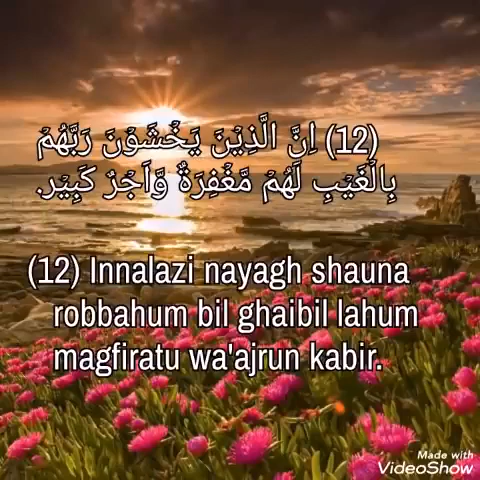 (12) اِنَّ الَّذِيْنَ يَخْشَوْنَ رَبَّهُمْ
بِالْغَيْبِ لَهُمْ مَّغْفِرَةٌ وَّاَجْرٌ كَبِيْر.
(12) Innalazi nayagh shauna
robbahum bil ghaibil lahum
magfiratu wa'ajrun kabir.
Made with
VideoShow